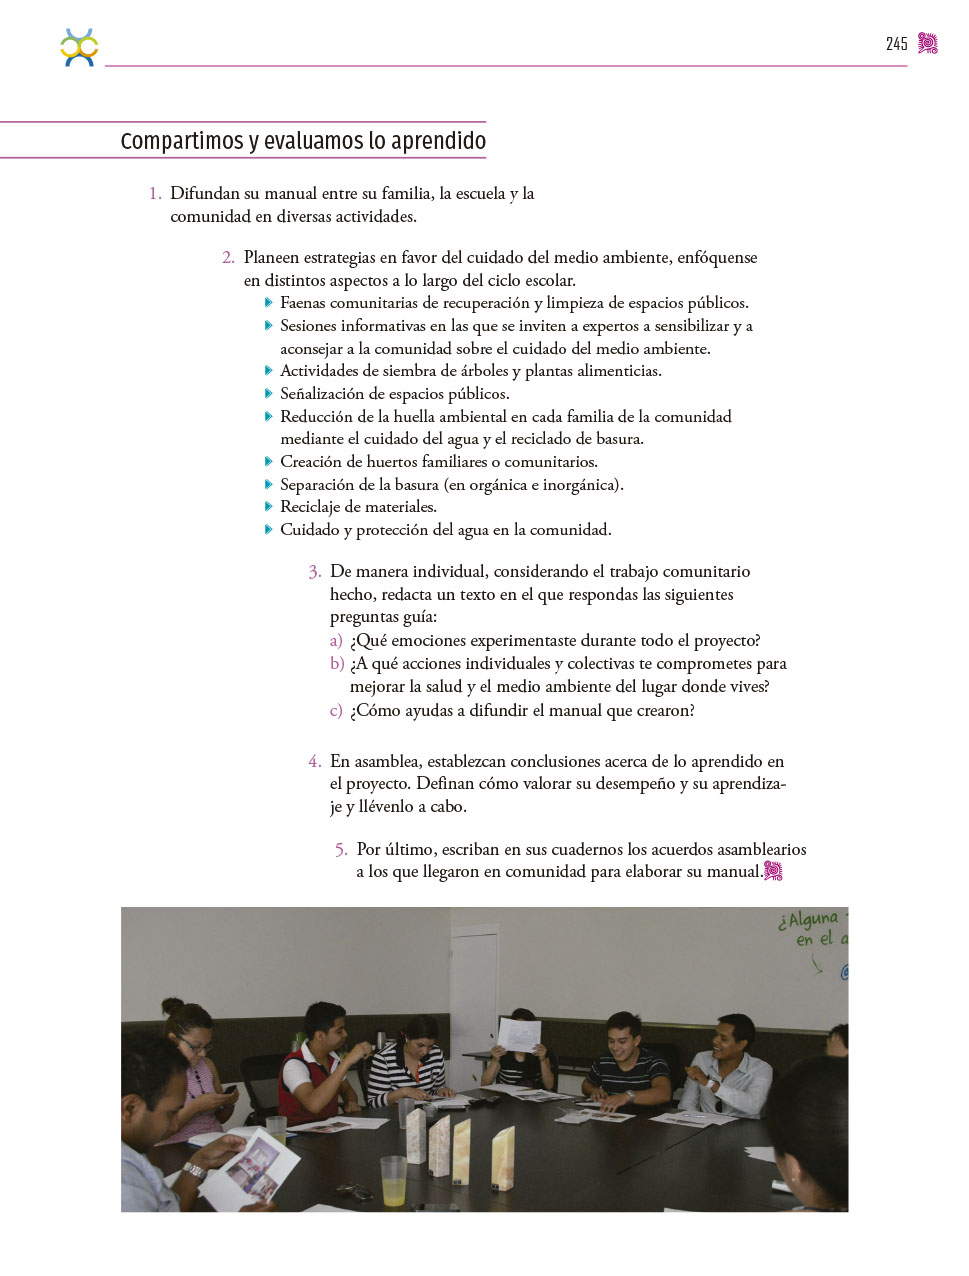 245
Compartimos y evaluamos lo aprendido
1. Difundan su manual entre su familia, la escuela y la
comunidad en diversas actividades.
2. Planeen estrategias en favor del cuidado del medio ambiente, enfóquense
en distintos aspectos a lo largo del ciclo escolar.
Faenas comunitarias de recuperación y limpieza de espacios públicos.
Sesiones informativas en las que se inviten a expertos a sensibilizar y a
aconsejar a la comunidad sobre el cuidado del medio ambiente.
Actividades de siembra de árboles y plantas alimenticias.
Señalización de espacios públicos.
Reducción de la huella ambiental en cada familia de la comunidad
mediante el cuidado del agua y el reciclado de basura.
Creación de huertos familiares o comunitarios.
Separación de la basura (en orgánica e inorgánica).
Reciclaje de materiales.
Cuidado y protección del agua en la comunidad.
3. De manera individual, considerando el trabajo comunitario
hecho, redacta un texto en el que respondas las siguientes
preguntas guía:
a) ¿Qué emociones experimentaste durante todo el proyecto?
b) ¿A qué acciones individuales y colectivas te comprometes para
mejorar la salud y el medio ambiente del lugar donde vives?
c) ¿Cómo ayudas a difundir el manual que crearon?
4. En asamblea, establezcan conclusiones acerca de lo aprendido en
el proyecto. Definan cómo valorar su desempeño y su aprendiza-
je y llévenlo a cabo.
5. Por último, escriban en sus cuadernos los acuerdos asamblearios
a los que llegaron en comunidad para elaborar su manual.
¿Alguna
en el a
@